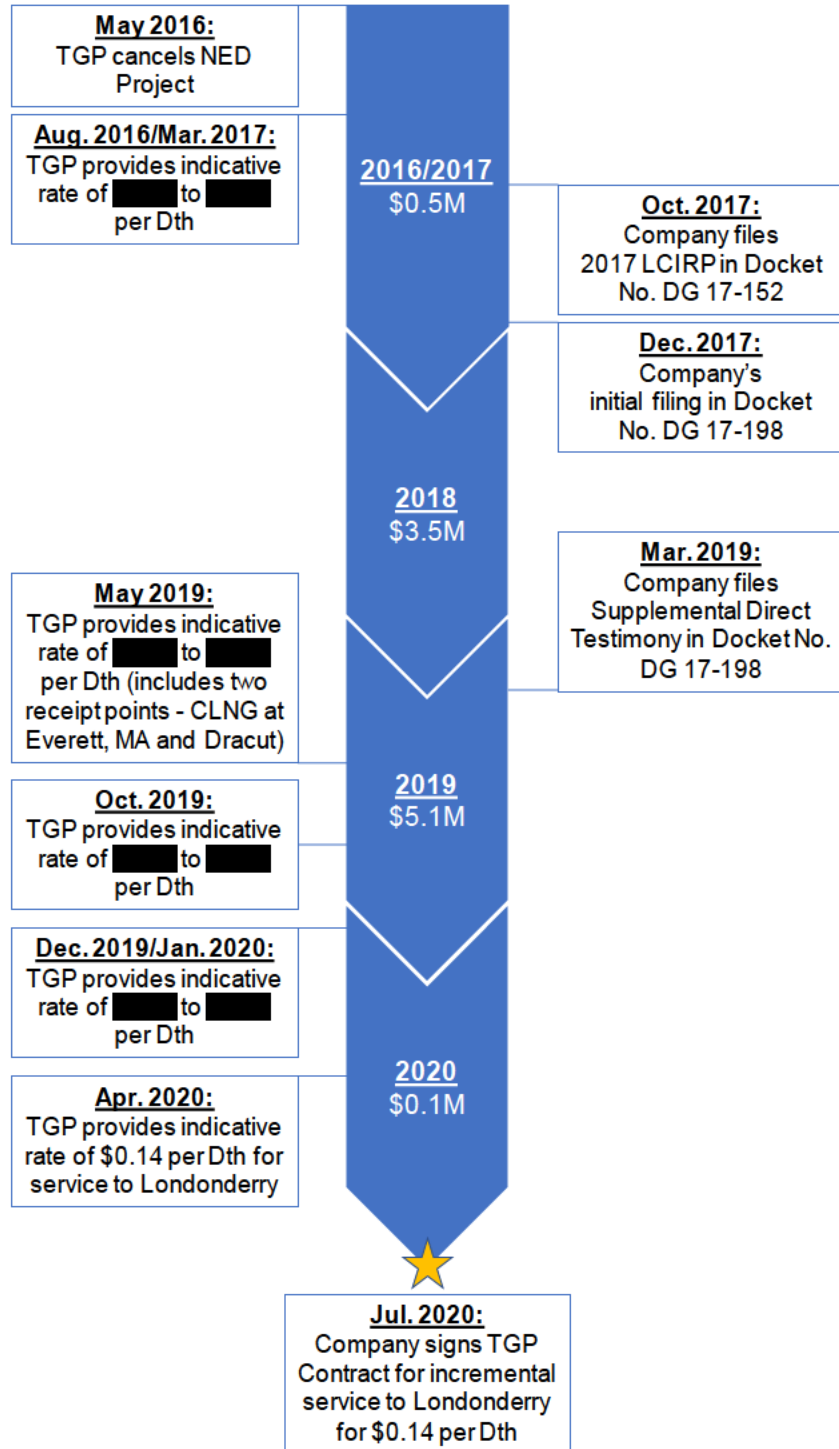 May 2016:
TGP cancels NED
Project
Aug. 2016/Mar. 2017:
TGP provides indicative
rate of to
per Dth
2016/2017
$0.5M
Oct. 2017:
Company files
2017 LCIRP in Docket
No. DG 17-152
Dec. 2017:
Company's
initial filing in Docket
No. DG 17-198
2018
$3.5M
Mar. 2019:
Company files
Supplemental Direct
Testimony in Docket No.
DG 17-198
May 2019:
TGP provides indicative
rate of to
per Dth (includes two
receipt points - CLNG at
Everett, MA and Dracut)
2019
$5.1M
Oct. 2019:
TGP provides indicative
rate of to
per Dth
Dec. 2019/Jan. 2020:
TGP provides indicative
rate of to
per Dth
2020
$0.1M
Apr. 2020:
TGP provides indicative
rate of $0.14 per Dth for
service to Londonderry
Jul. 2020:
Company signs TGP
Contract for incremental
service to Londonderry
for $0.14 per Dth